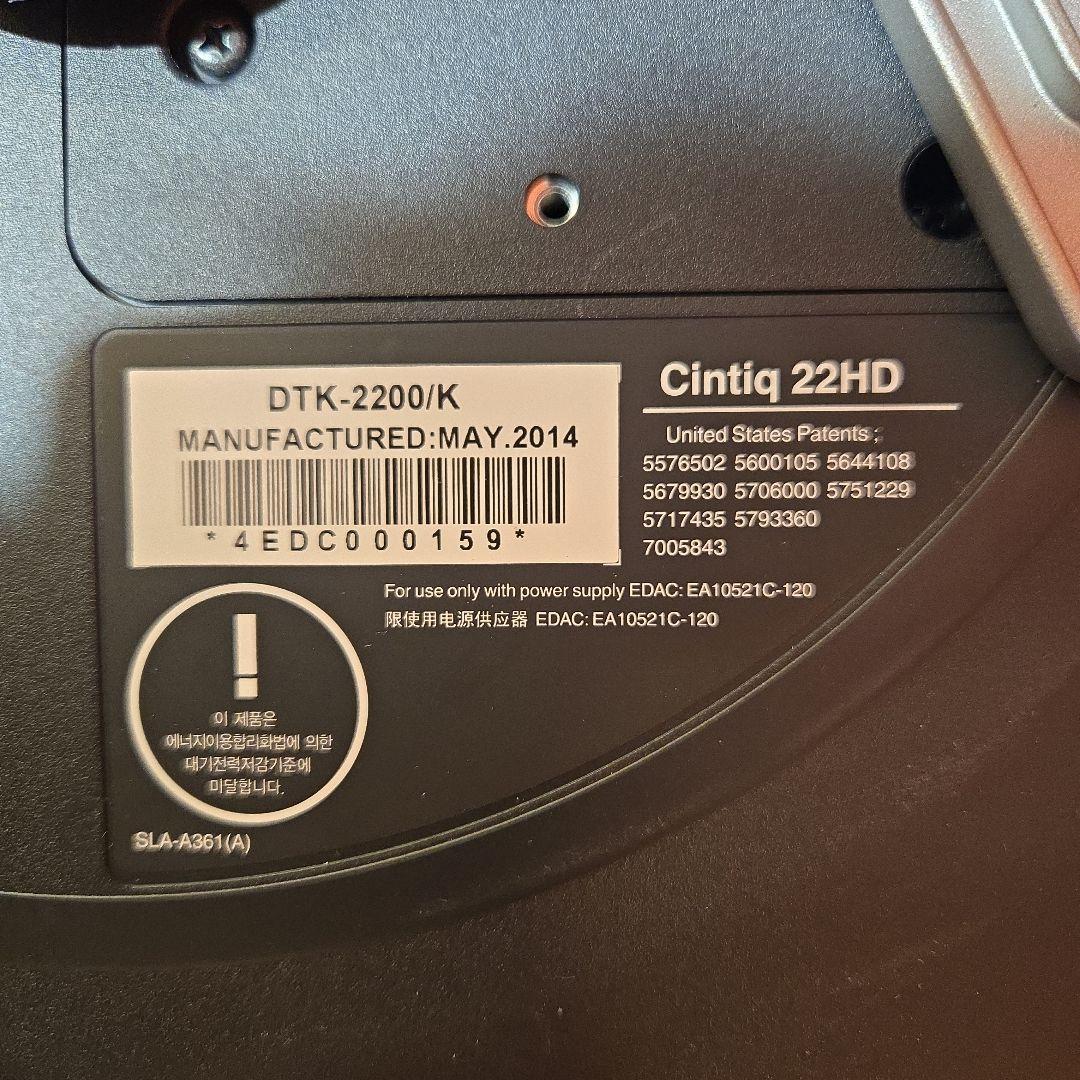 DTK-2200/K
MANUFACTURED:MAY.2014
*4EDC000159*
Cintiq 22HD
United States Patents ;
5576502 5600105 5644108
5679930 5706000 5751229
5717435 5793360
7005843
For use only with power supply EDAC: EA10521C-120
限使用电源供应器 EDAC: EA10521C-120
!
이 제품은
에너지이용합리화법에 의한
대기전력저감기준에
미달합니다.
SLA-A361(A)